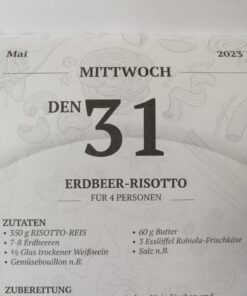 Mai 2023
MITTWOCH
DEN 31
ERDBEER-RISOTTO
FÜR 4 PERSONEN
ZUTATEN
• 350 g RISOTTO-REIS
• 7-8 Erdbeeren
• ½ Glas trockener Weißwein
• Gemüsebouillon n.B.
• 60 g Butter
• 3 Esslöffel Robiola-Frischkäse
• Salz n.B.
ZUBEREITUNG